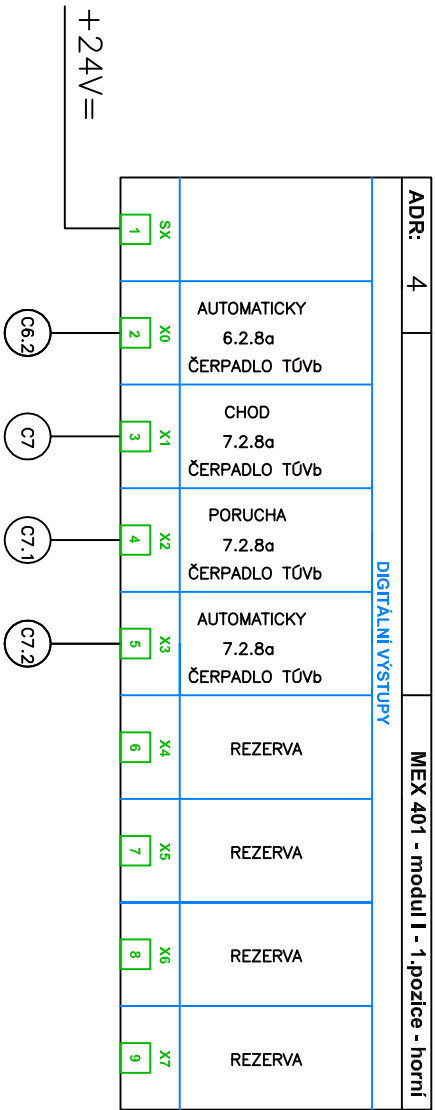 ADR: 4
MEX 401 - modul I - 1.pozice - horní
DIGITÁLNÍ VÝSTUPY
+24V=
1 SX
AUTOMATICKY
6.2.8a
ČERPADLO TÚVb
2 X0
C6.2
CHOD
7.2.8a
ČERPADLO TÚVb
3 X1
C7
PORUCHA
7.2.8a
ČERPADLO TÚVb
4 X2
C7.1
AUTOMATICKY
7.2.8a
ČERPADLO TÚVb
5 X3
C7.2
REZERVA
6 X4
REZERVA
7 X5
REZERVA
8 X6
REZERVA
9 X7